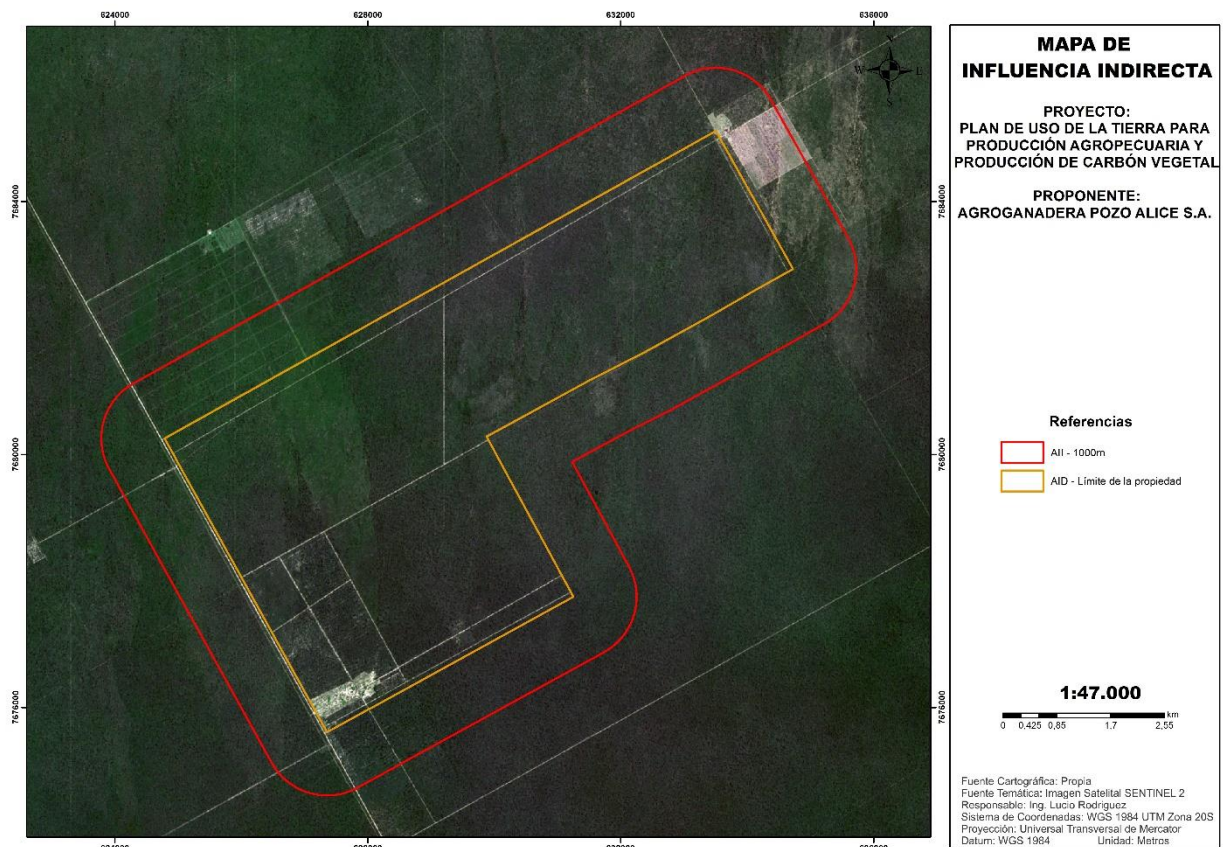 624000 628000 632000 636000
MAPA DE
INFLUENCIA INDIRECTA
PROYECTO:
PLAN DE USO DE LA TIERRA PARA
PRODUCCIÓN AGROPECUARIA Y
PRODUCCIÓN DE CARBÓN VEGETAL
PROPONENTE:
AGROGANADERA POZO ALICE S.A.
N
W E
S
7684000 7684000
7680000 7680000
7676000 7676000
Referencias
AII - 1000m
AID - Límite de la propiedad
1:47.000
km
0 0,425 0,85 1,7 2,55
Fuente Cartográfica: Propia
Fuente Temática: Imagen Satelital SENTINEL 2
Responsable: Ing. Lucio Rodriguez
Sistema de Coordenadas: WGS 1984 UTM Zona 20S
Proyección: Universal Transversal de Mercator
Datum: WGS 1984 Unidad: Metros